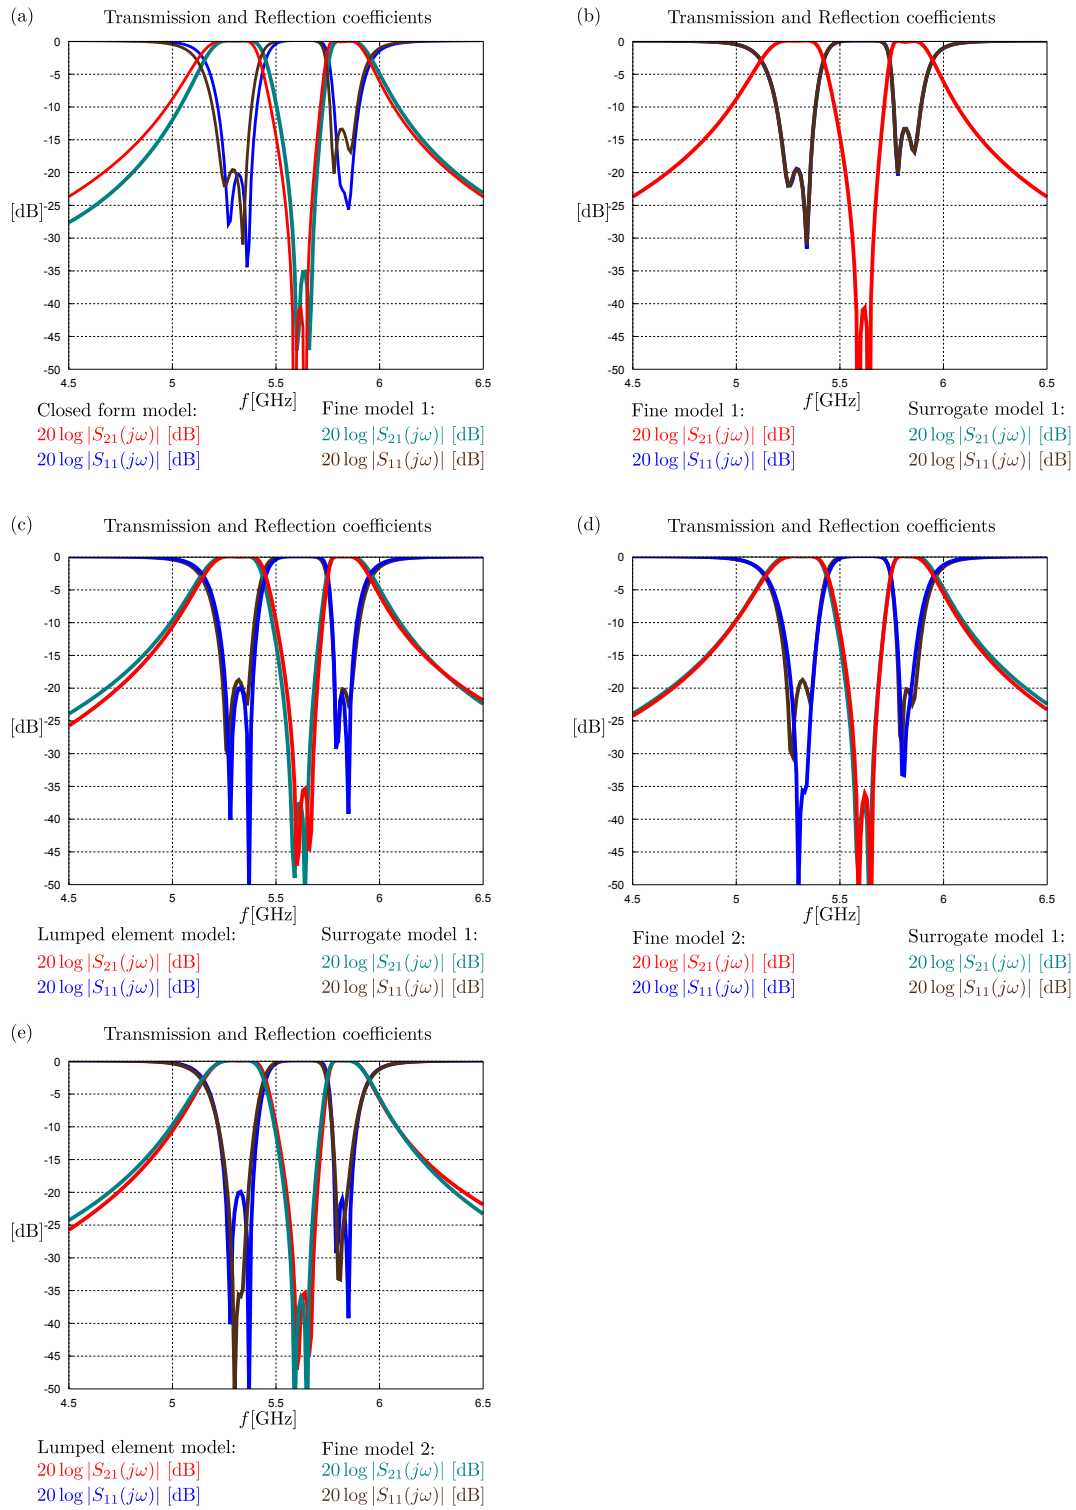 (a)
Transmission and Reflection coefficients
0
-5
-10
-15
-20
-25
-30
-35
-40
-45
-50
[dB]
4.5 5 5.5 6 6.5
f[GHz]
Closed form model:
20 log |S21(jω)| [dB]
20 log |S11(jω)| [dB]
Fine model 1:
20 log |S21(jω)| [dB]
20 log |S11(jω)| [dB]
(b)
Transmission and Reflection coefficients
0
-5
-10
-15
-20
-25
-30
-35
-40
-45
-50
[dB]
4.5 5 5.5 6 6.5
f[GHz]
Fine model 1:
20 log |S21(jω)| [dB]
20 log |S11(jω)| [dB]
Surrogate model 1:
20 log |S21(jω)| [dB]
20 log |S11(jω)| [dB]
(c)
Transmission and Reflection coefficients
0
-5
-10
-15
-20
-25
-30
-35
-40
-45
-50
[dB]
4.5 5 5.5 6 6.5
f[GHz]
Lumped element model:
20 log |S21(jω)| [dB]
20 log |S11(jω)| [dB]
Surrogate model 1:
20 log |S21(jω)| [dB]
20 log |S11(jω)| [dB]
(d)
Transmission and Reflection coefficients
0
-5
-10
-15
-20
-25
-30
-35
-40
-45
-50
[dB]
4.5 5 5.5 6 6.5
f[GHz]
Fine model 2:
20 log |S21(jω)| [dB]
20 log |S11(jω)| [dB]
Surrogate model 1:
20 log |S21(jω)| [dB]
20 log |S11(jω)| [dB]
(e)
Transmission and Reflection coefficients
0
-5
-10
-15
-20
-25
-30
-35
-40
-45
-50
[dB]
4.5 5 5.5 6 6.5
f[GHz]
Lumped element model:
20 log |S21(jω)| [dB]
20 log |S11(jω)| [dB]
Fine model 2:
20 log |S21(jω)| [dB]
20 log |S11(jω)| [dB]